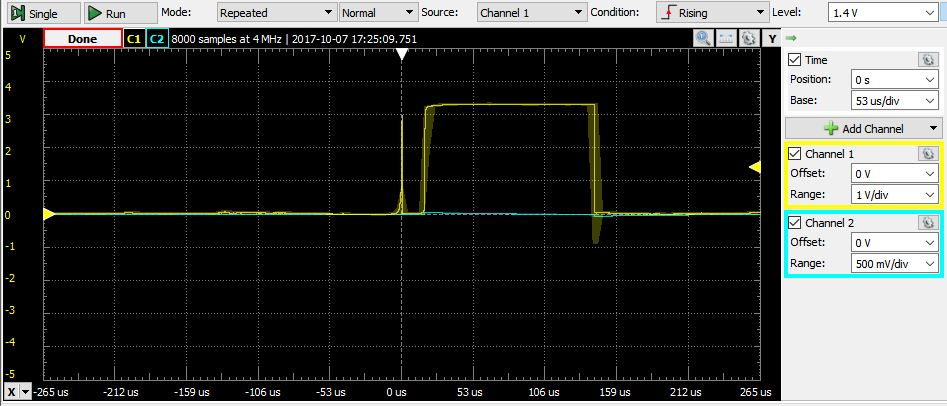 Single Run Mode: Repeated Normal Source: Channel 1 Condition: Rising Level: 1.4 V
V Done C1 C2 8000 samples at 4 MHz | 2017-10-07 17:25:09.751 Y
5
4
3
2
1
0
-1
-2
-3
-4
-5
X -265 us -212 us -159 us -106 us -53 us 0 us 53 us 106 us 159 us 212 us 265 us
Time
Position: 0 s
Base: 53 us/div
Add Channel
Channel 1
Offset: 0 V
Range: 1 V/div
Channel 2
Offset: 0 V
Range: 500 mV/div